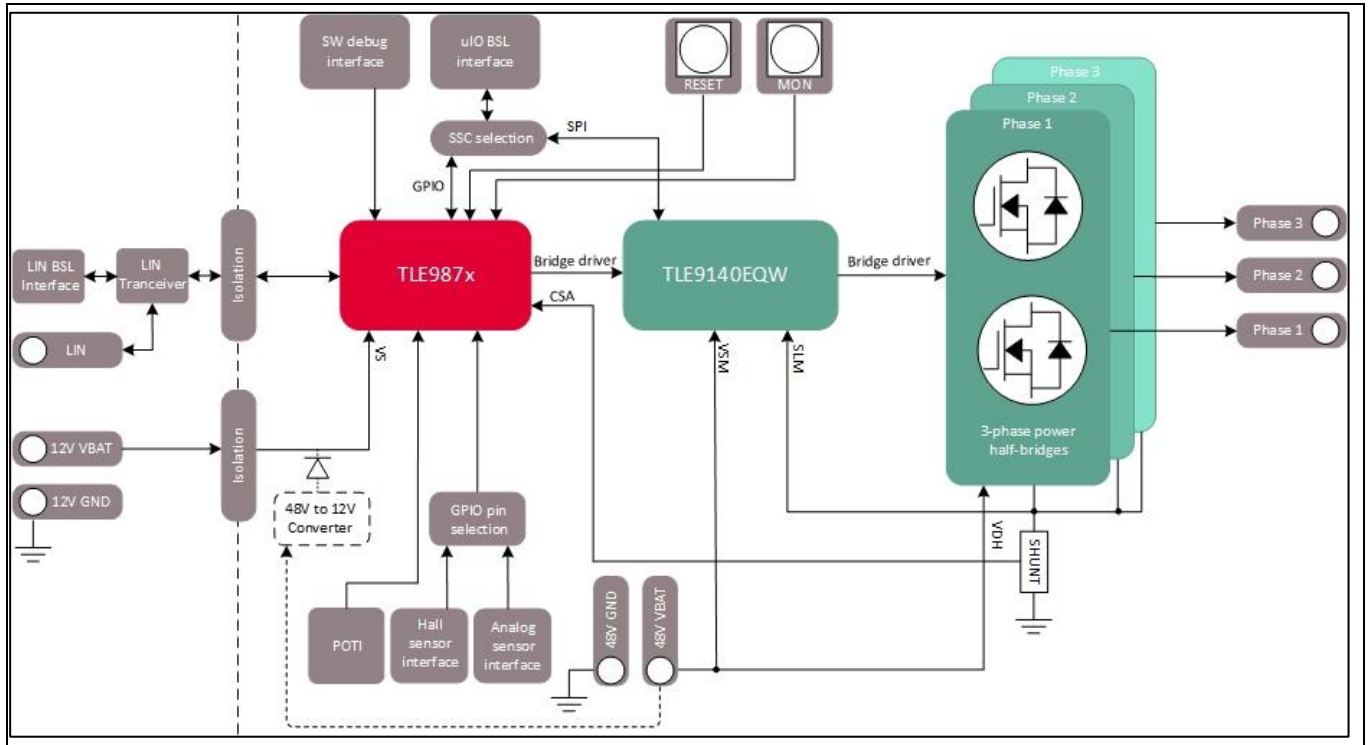 SW debug
interface
uIO BSL
interface
RESET
MON
Phase 3
Phase 2
Phase 1
SSC selection
SPI
GPIO
LIN BSL
Interface
LIN
Tranceiver
Isolation
TLE987x
Bridge driver
TLE9140EQW
Bridge driver
Phase 3
Phase 2
Phase 1
CSA
LIN
VS
VSM
SLM
3-phase power
half-bridges
12V VBAT
Isolation
12V GND
48V to 12V
Converter
GPIO pin
selection
VDH
SHUNT
POTI
Hall
sensor
interface
Analog
sensor
interface
48V GND
48V VBAT